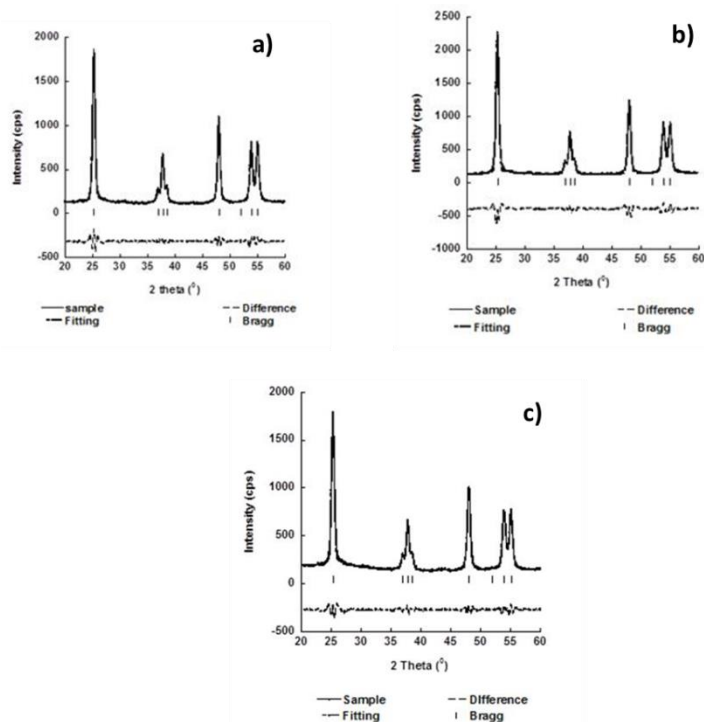 a)
Intensity (cps)
2000
1500
1000
500
0
-500
20 25 30 35 40 45 50 55 60
2 theta (⁰)
sample Difference
Fitting Bragg
b)
Intensity (cps)
2500
2000
1500
1000
500
0
-500
-1000
20 25 30 35 40 45 50 55 60
2 Theta (⁰)
Sample Difference
Fitting Bragg
c)
Intensity (cps)
2000
1500
1000
500
0
-500
20 25 30 35 40 45 50 55 60
2 Theta (⁰)
Sample DIfference
Fitting Bragg